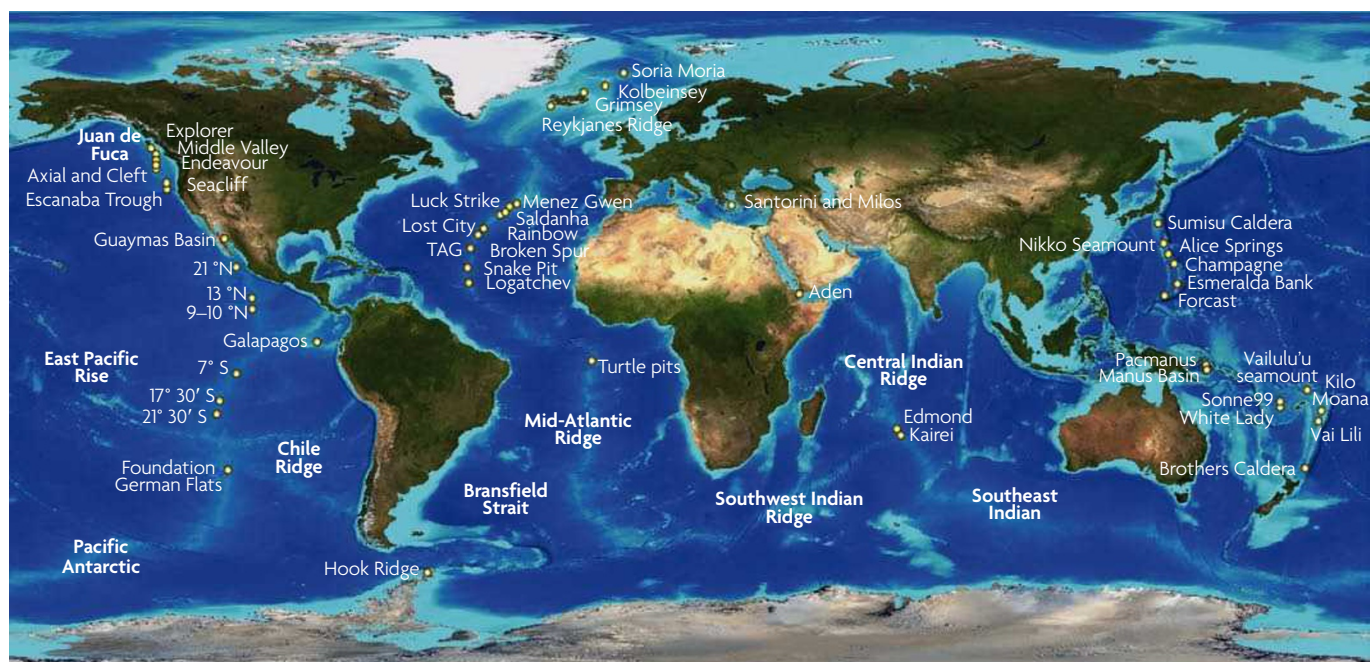 Soria Moria
Kolbeinsey
Grimsey
Reykjanes Ridge
Juan de
Fuca
Explorer
Middle Valley
Endeavour
Axial and Cleft
Seacliff
Escanaba Trough
Guaymas Basin
21 °N
13 °N
9–10 °N
Galapagos
East Pacific
Rise
7° S
17° 30′ S
21° 30′ S
Foundation
German Flats
Chile
Ridge
Pacific
Antarctic
Hook Ridge
Bransfield
Strait
Luck Strike
Menez Gwen
Saldanha
Lost City
Rainbow
TAG
Broken Spur
Snake Pit
Logatchev
Santorini and Milos
Aden
Turtle pits
Mid-Atlantic
Ridge
Central Indian
Ridge
Edmond
Kairei
Southwest Indian
Ridge
Southeast
Indian
Sumisu Caldera
Nikko Seamount
Alice Springs
Champagne
Esmeralda Bank
Forcast
Pacmanus
Manus Basin
Vailulu’u
seamount
Kilo
Moana
Sonne99
White Lady
Vai Lili
Brothers Caldera